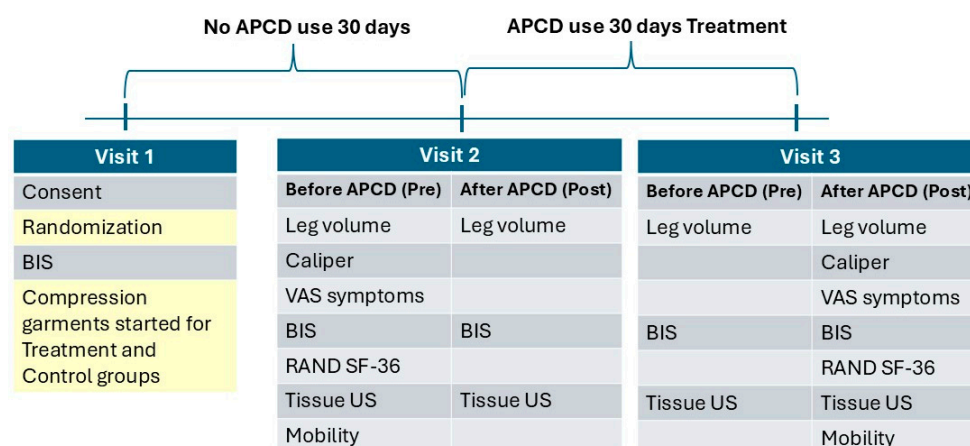 No APCD use 30 days
APCD use 30 days Treatment
Visit 1
Consent
Randomization
BIS
Compression
garments started for
Treatment and
Control groups
Visit 2
Before APCD (Pre) After APCD (Post)
Leg volume Leg volume
Caliper
VAS symptoms
BIS BIS
RAND SF-36
Tissue US Tissue US
Mobility
Visit 3
Before APCD (Pre) After APCD (Post)
Leg volume Leg volume
Caliper
VAS symptoms
BIS BIS
RAND SF-36
Tissue US Tissue US
Mobility